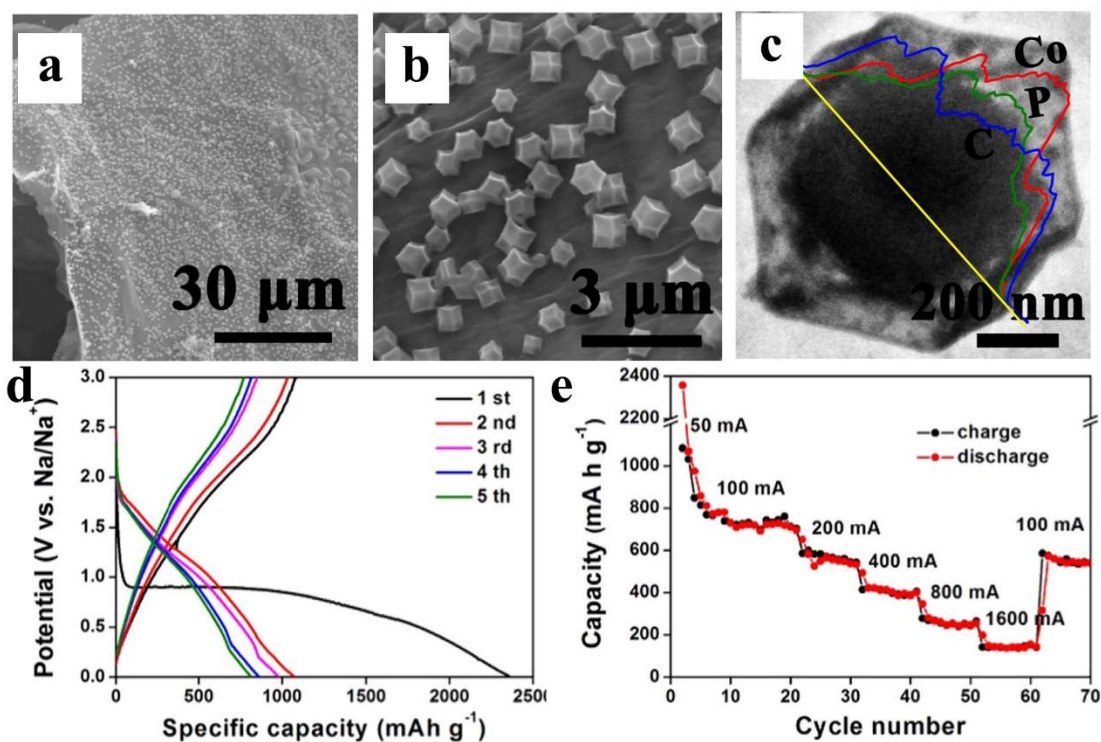 a
30 μm
b
3 μm
c
Co
P
C
200 nm
d
3.0
2.5
2.0
1.5
1.0
0.5
0.0
Potential (V vs. Na/Na⁺)
1 st
2 nd
3 rd
4 th
5 th
0 500 1000 1500 2000 2500
Specific capacity (mAh g⁻¹)
e
2400
2200
1000
800
600
400
200
0
Capacity (mA h g⁻¹)
50 mA
charge
discharge
100 mA
200 mA
400 mA
800 mA
1600 mA
100 mA
0 10 20 30 40 50 60 70
Cycle number